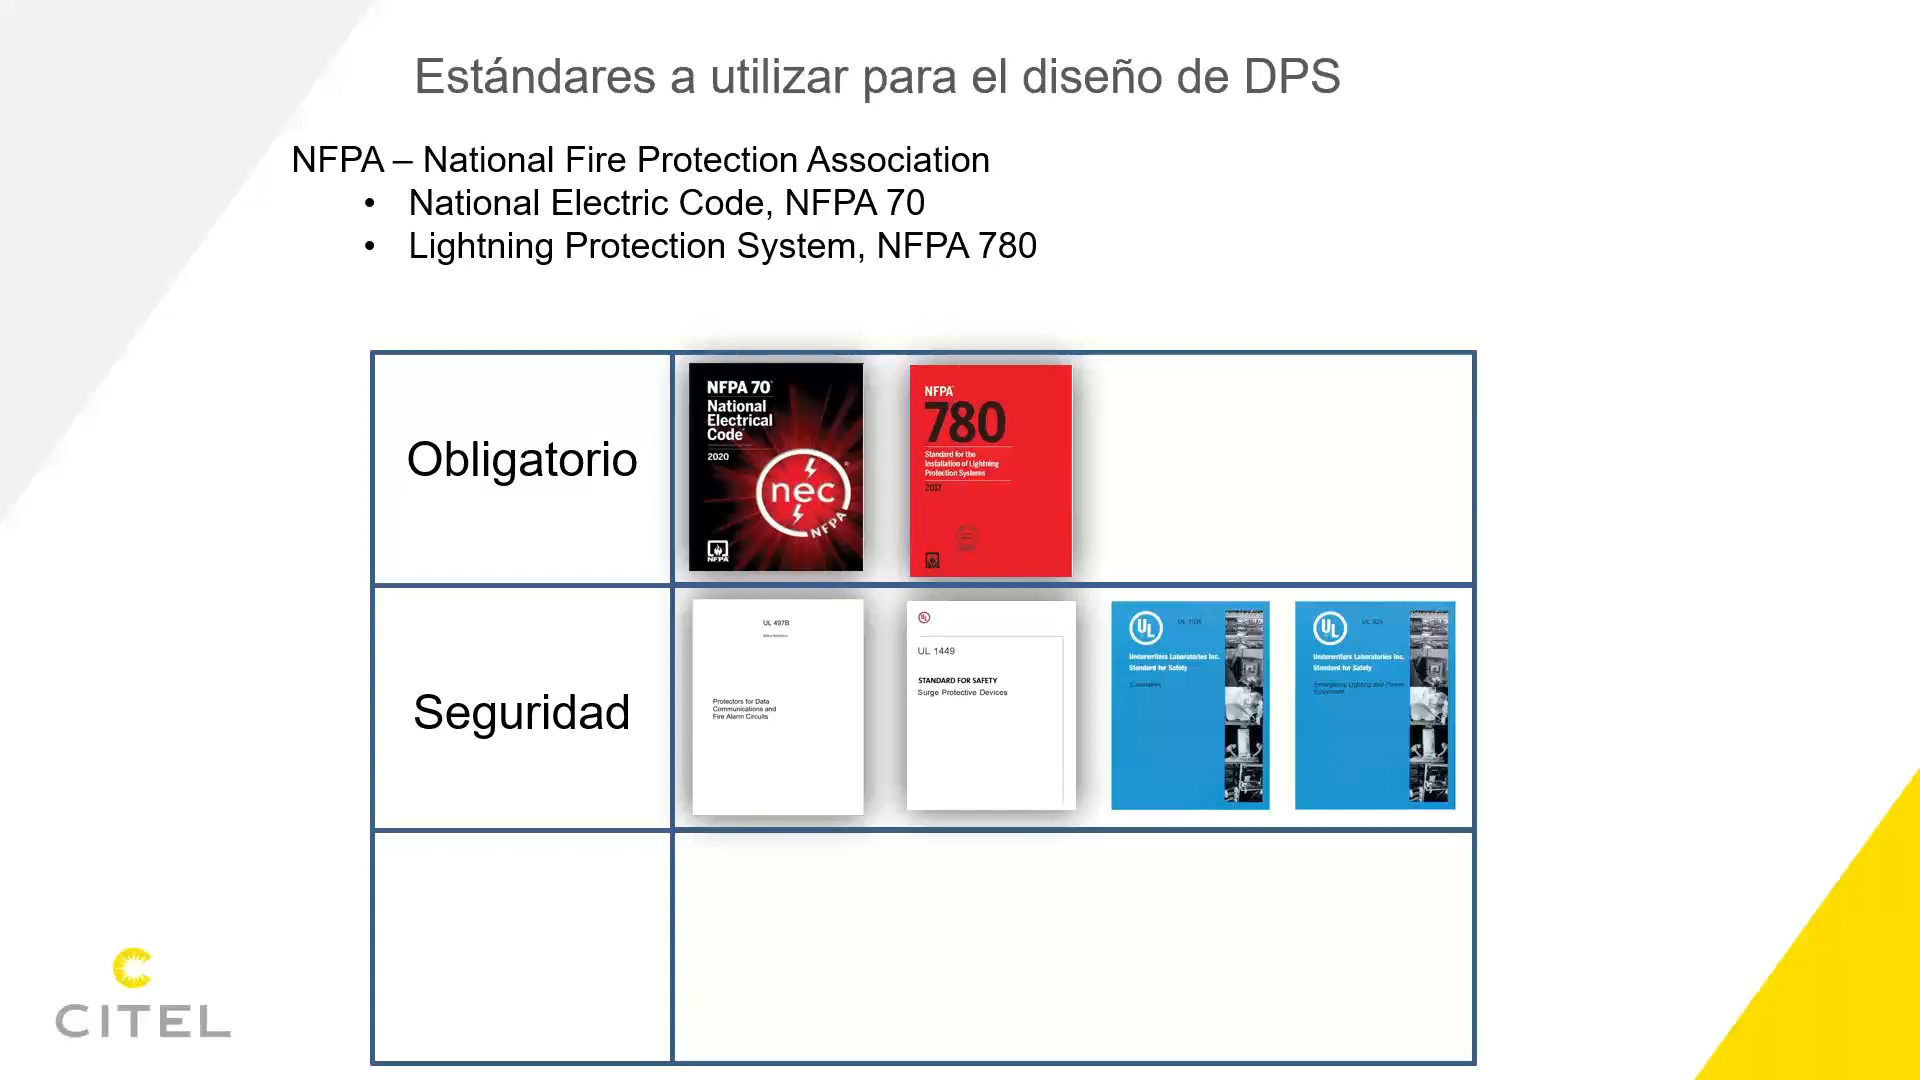 Estándares a utilizar para el diseño de DPS
NFPA – National Fire Protection Association
• National Electric Code, NFPA 70
• Lightning Protection System, NFPA 780
Obligatorio
NFPA 70
National
Electrical
Code
2020
nec
NFPA
NFPA
NFPA
780
Standard for the
Installation of Lightning
Protection Systems
2017
NFPA
Seguridad
UL 497B
Protectors for Data
Communications and
Fire Alarm Circuits
UL
UL 1449
STANDARD FOR SAFETY
Surge Protective Devices
UL
Underwriters Laboratories Inc.
Standard for Safety
UL
Underwriters Laboratories Inc.
Standard for Safety
Emergency Lighting and Power
Equipment
CITEL